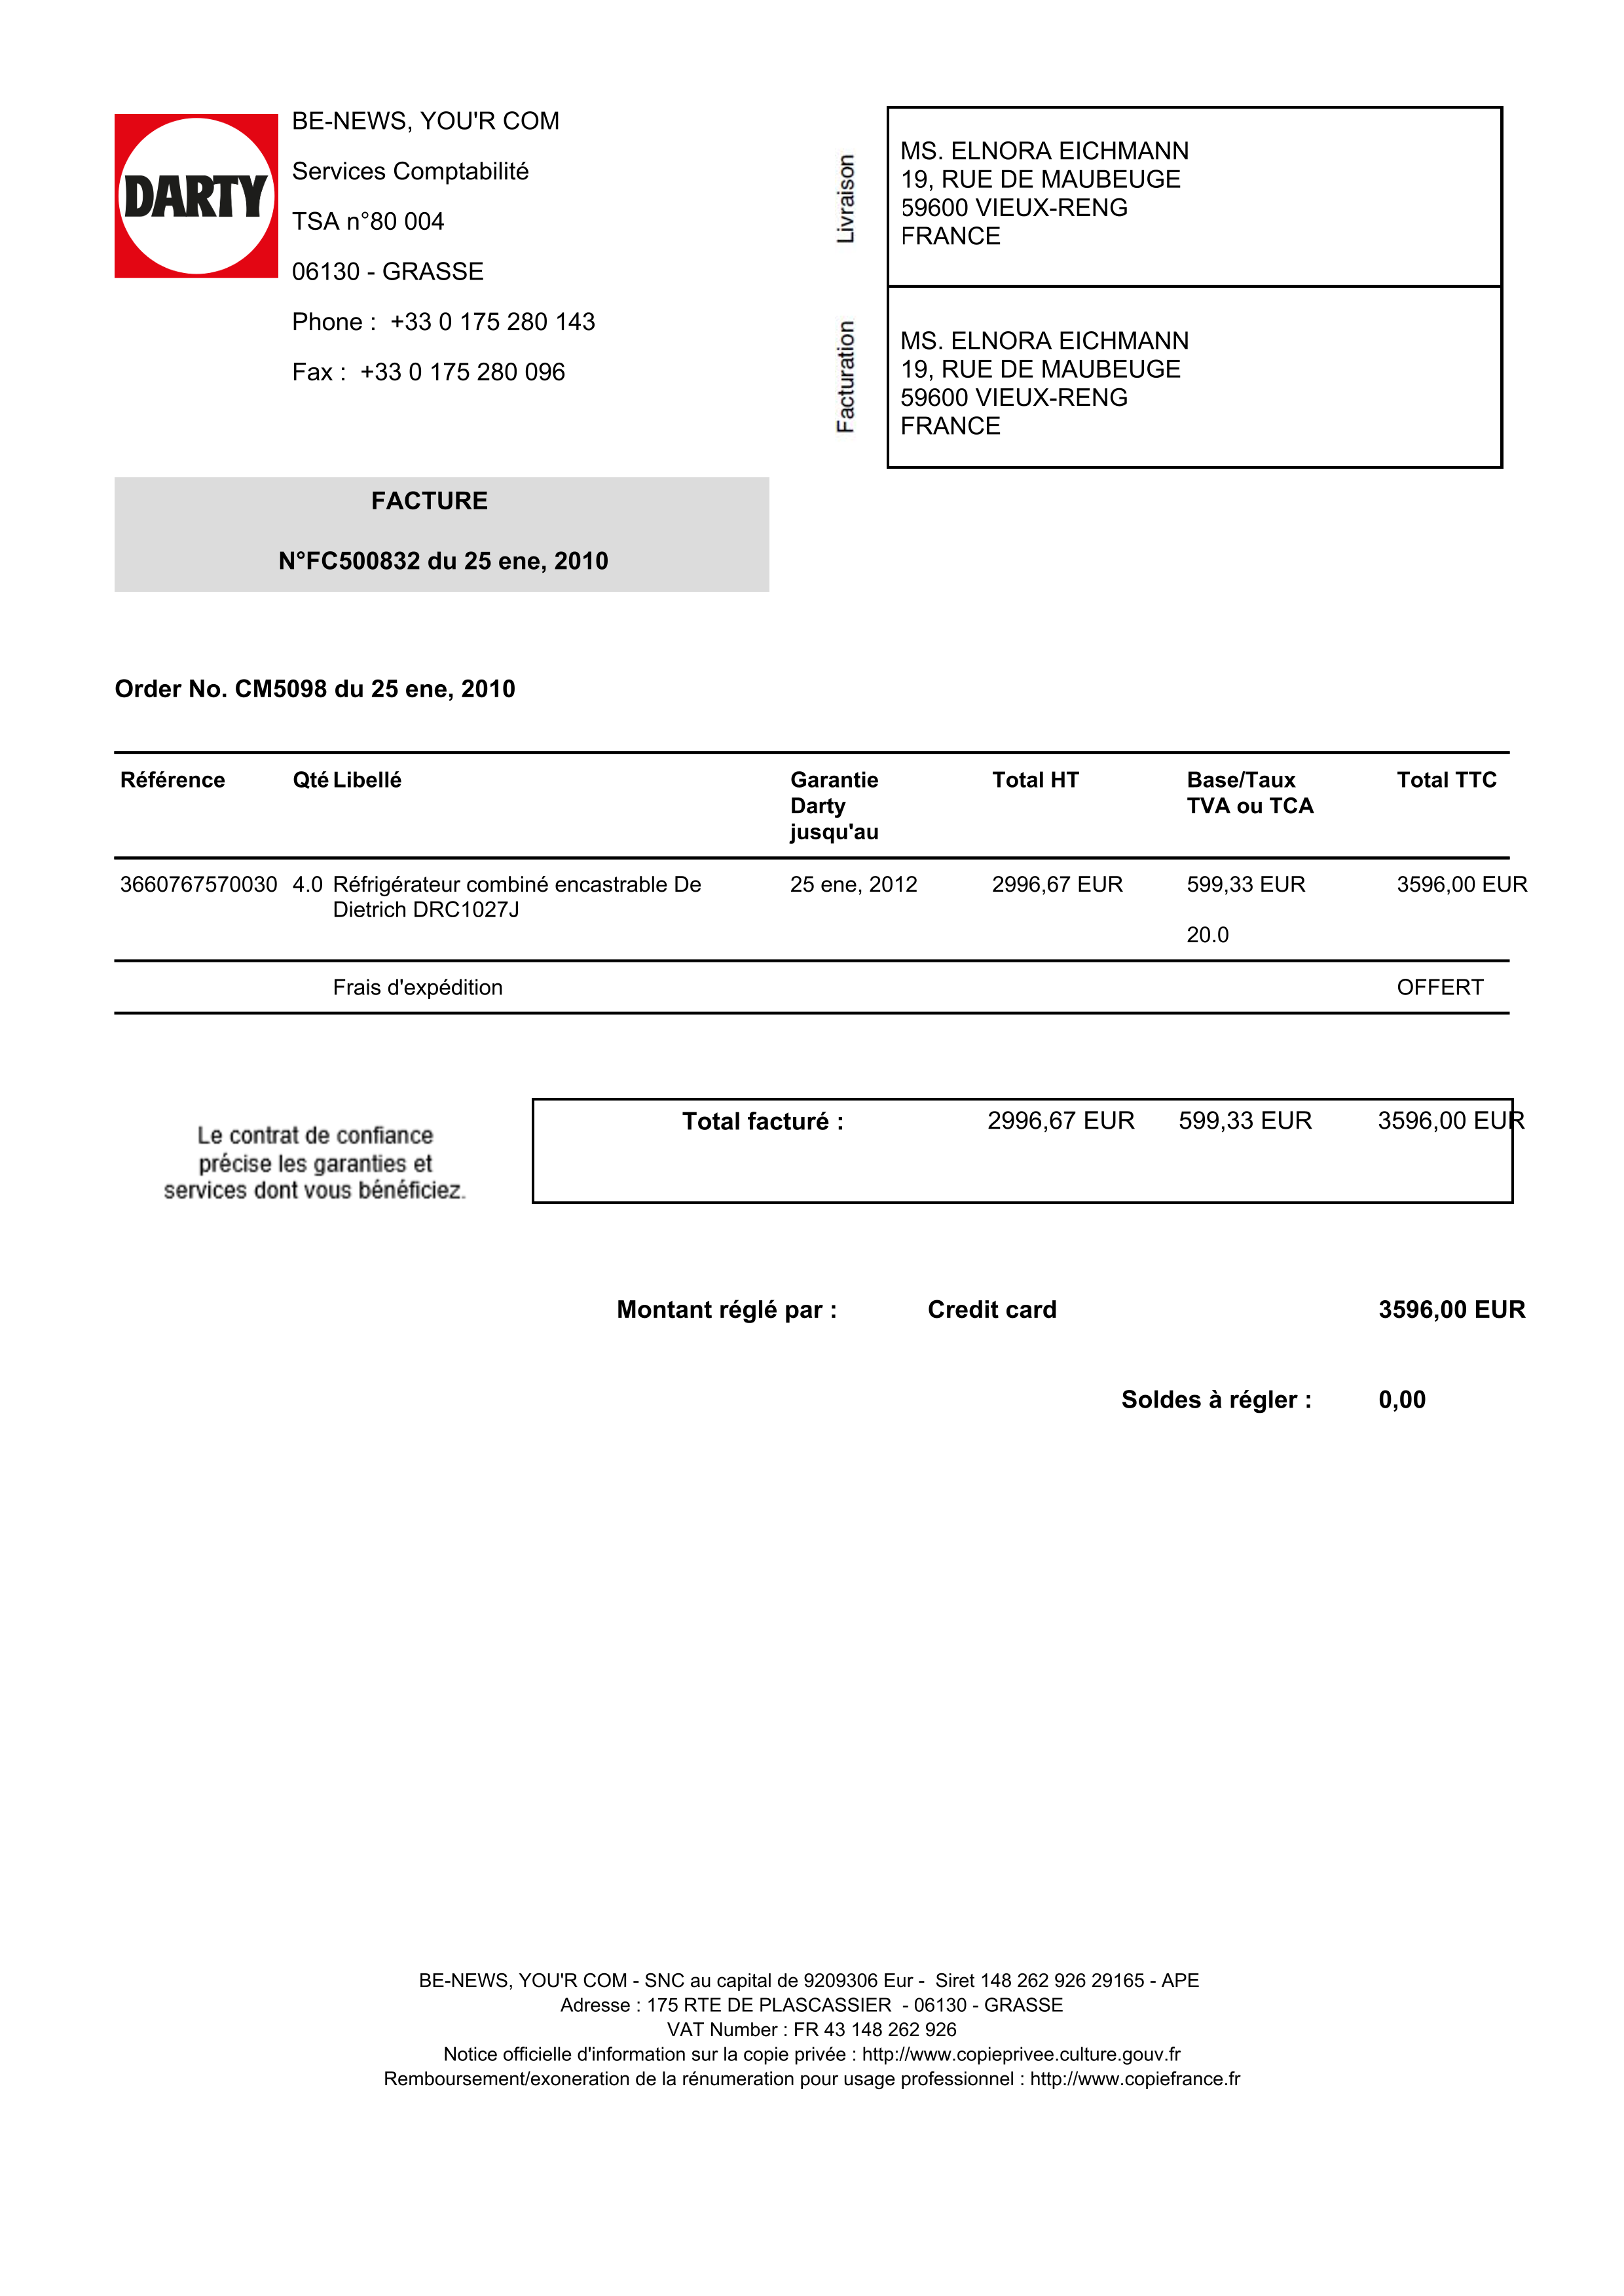 DARTY
BE-NEWS, YOU'R COM
Services Comptabilité
TSA n°80 004
06130 - GRASSE
Phone : +33 0 175 280 143
Fax : +33 0 175 280 096
Livraison
MS. ELNORA EICHMANN
19, RUE DE MAUBEUGE
59600 VIEUX-RENG
FRANCE
Facturation
MS. ELNORA EICHMANN
19, RUE DE MAUBEUGE
59600 VIEUX-RENG
FRANCE
FACTURE
N°FC500832 du 25 ene, 2010
Order No. CM5098 du 25 ene, 2010
Référence Qté Libellé Garantie Darty jusqu'au Total HT Base/Taux TVA ou TCA Total TTC
3660767570030 4.0 Réfrigérateur combiné encastrable De 25 ene, 2012 2996,67 EUR 599,33 EUR 3596,00 EUR
Dietrich DRC1027J
20.0
Frais d'expédition OFFERT
Le contrat de confiance
précise les garanties et
services dont vous bénéficiez.
Total facturé : 2996,67 EUR 599,33 EUR 3596,00 EUR
Montant réglé par : Credit card 3596,00 EUR
Soldes à régler : 0,00
BE-NEWS, YOU'R COM - SNC au capital de 9209306 Eur - Siret 148 262 926 29165 - APE
Adresse : 175 RTE DE PLASCASSIER - 06130 - GRASSE
VAT Number : FR 43 148 262 926
Notice officielle d'information sur la copie privée : http://www.copieprivee.culture.gouv.fr
Remboursement/exoneration de la rénumeration pour usage professionnel : http://www.copiefrance.fr